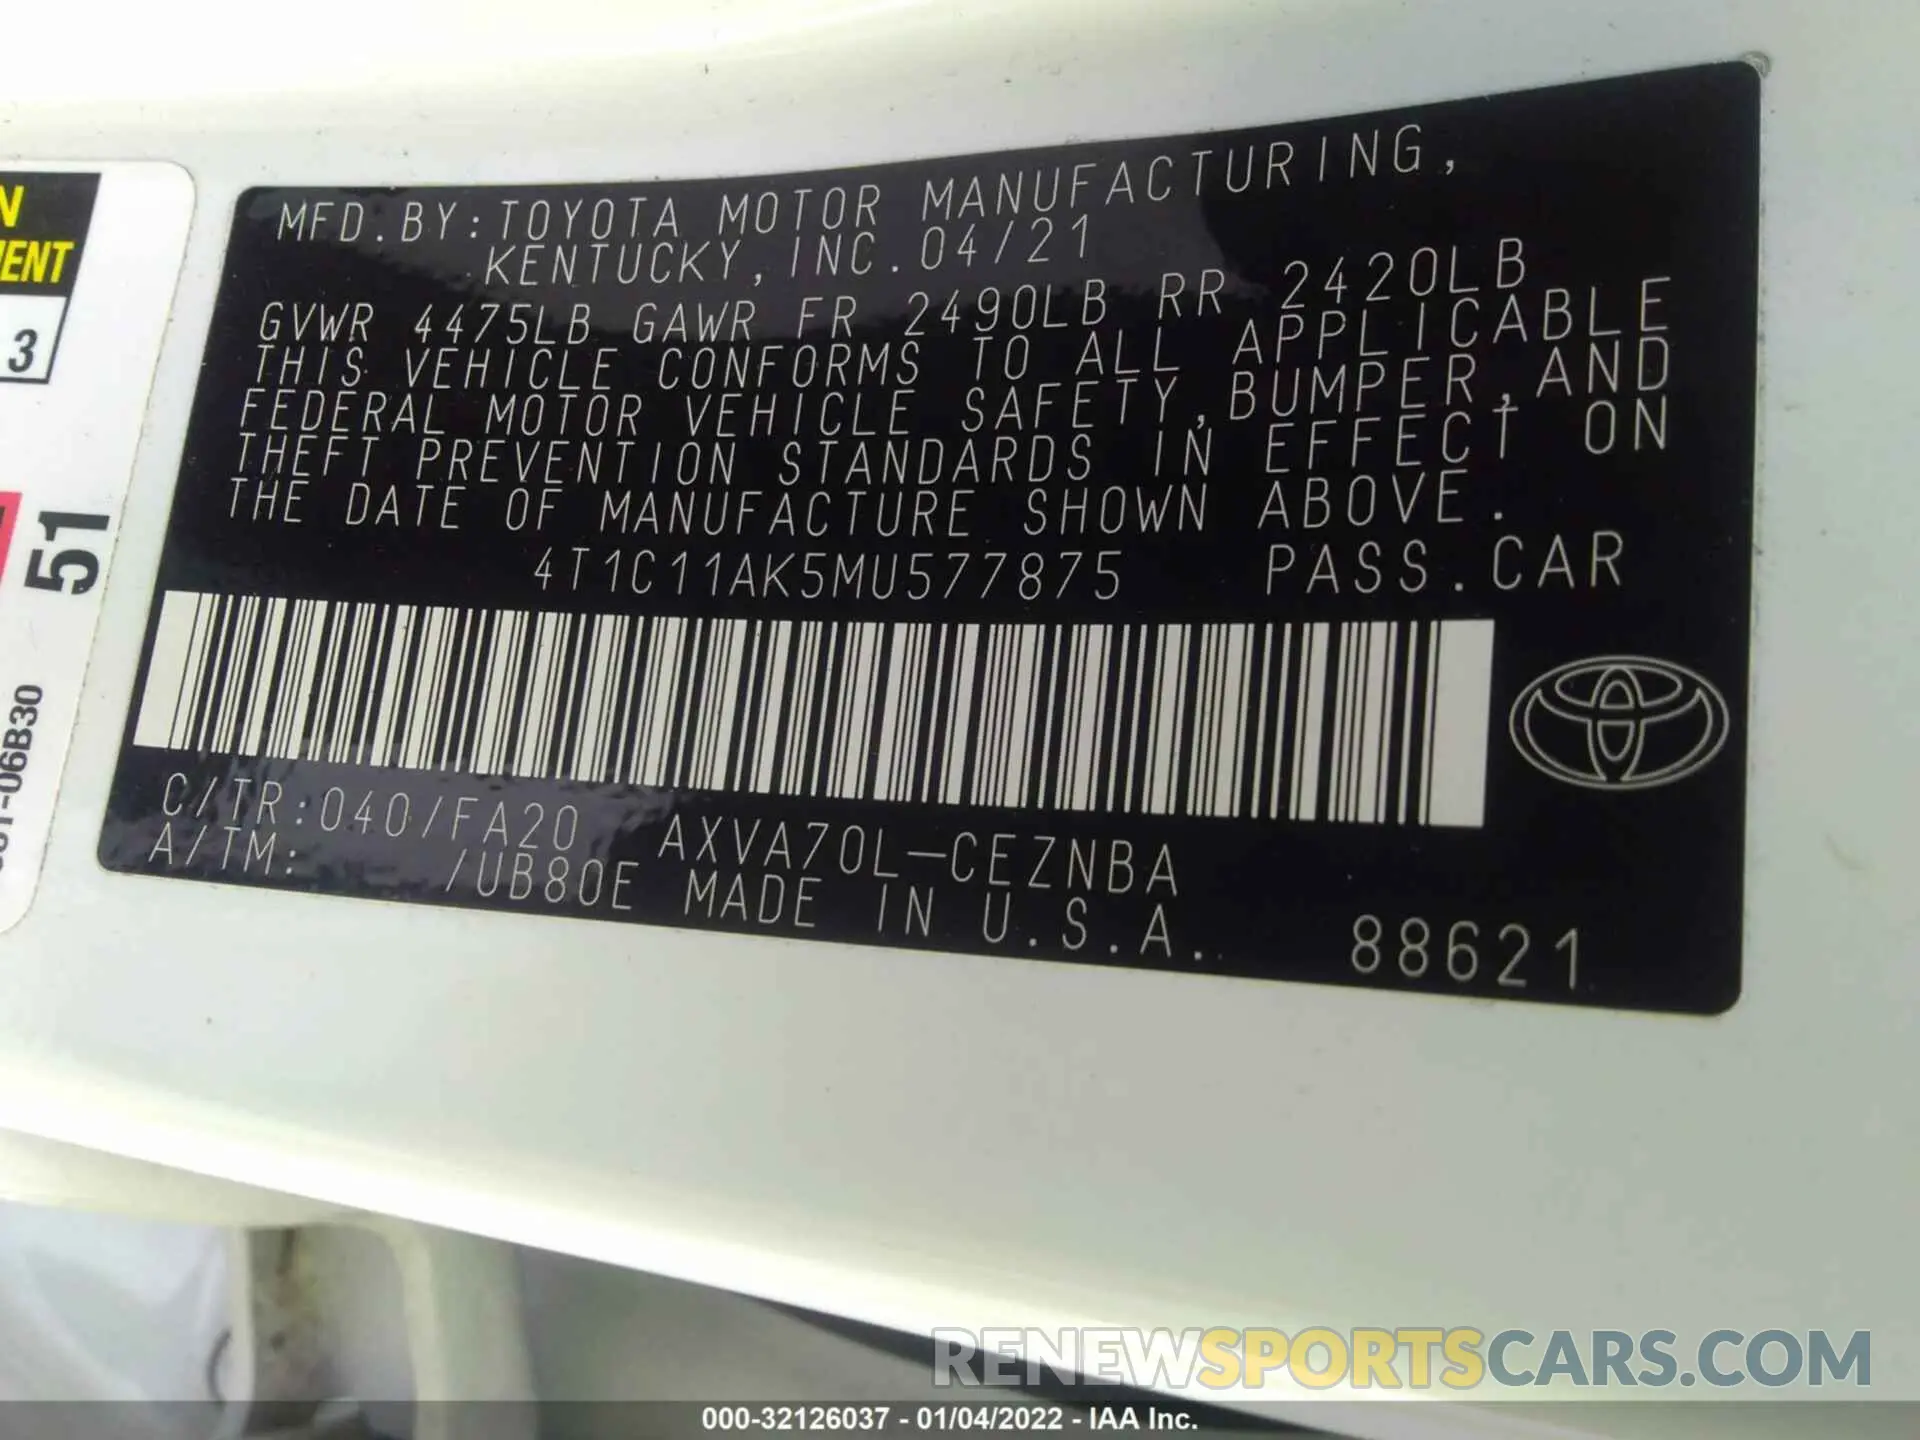 MFD.BY:TOYOTA MOTOR MANUFACTURING,
KENTUCKY,INC.04/21
GVWR 4475LB GAWR FR 2490LB RR 2420LB
THIS VEHICLE CONFORMS TO ALL APPLICABLE
FEDERAL MOTOR VEHICLE SAFETY,BUMPER,AND
THEFT PREVENTION STANDARDS IN EFFECT ON
THE DATE OF MANUFACTURE SHOWN ABOVE.
4T1C11AK5MU577875 PASS.CAR
C/TR:040/FA20 AXVA70L-CEZNBA
A/TM: /UB80E MADE IN U.S.A.
88621
3
51
RENEWSPORTSCARS.COM
000-32126037 - 01/04/2022 - IAA Inc.